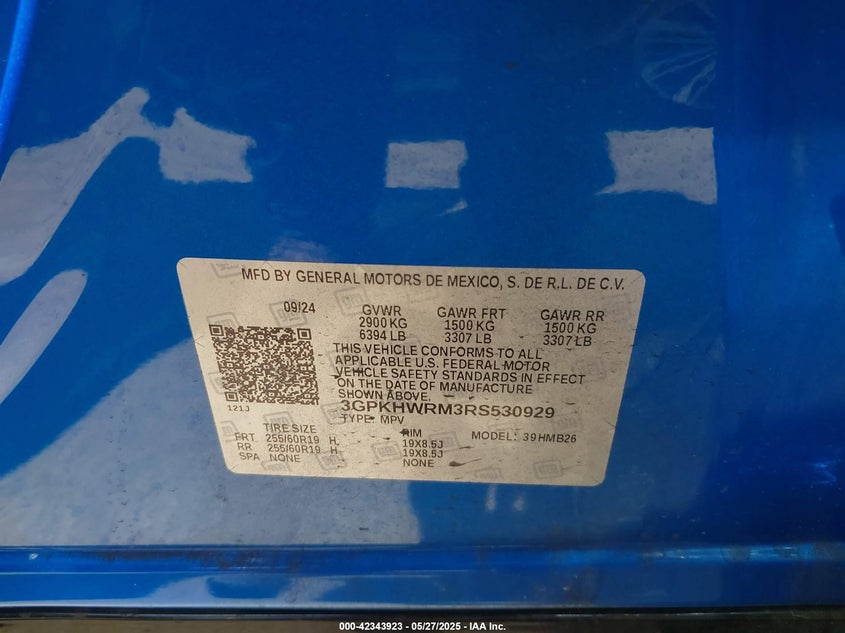 MFD BY GENERAL MOTORS DE MEXICO, S. DE R.L. DE C.V.
09/24 GVWR GAWR FRT GAWR RR
2900 KG 1500 KG 1500 KG
6394 LB 3307 LB 3307 LB
THIS VEHICLE CONFORMS TO ALL
APPLICABLE U.S. FEDERAL MOTOR
VEHICLE SAFETY STANDARDS IN EFFECT
ON THE DATE OF MANUFACTURE
SHOWN ABOVE.
121J 3GPKHWRM3RS530929
TYPE: MPV
TIRE SIZE RIM MODEL: 39HMB26
FRT 255/60R19 H 19X8.5J
RR 255/60R19 H 19X8.5J
SPA NONE NONE
000-42343923 - 05/27/2025 - IAA Inc.